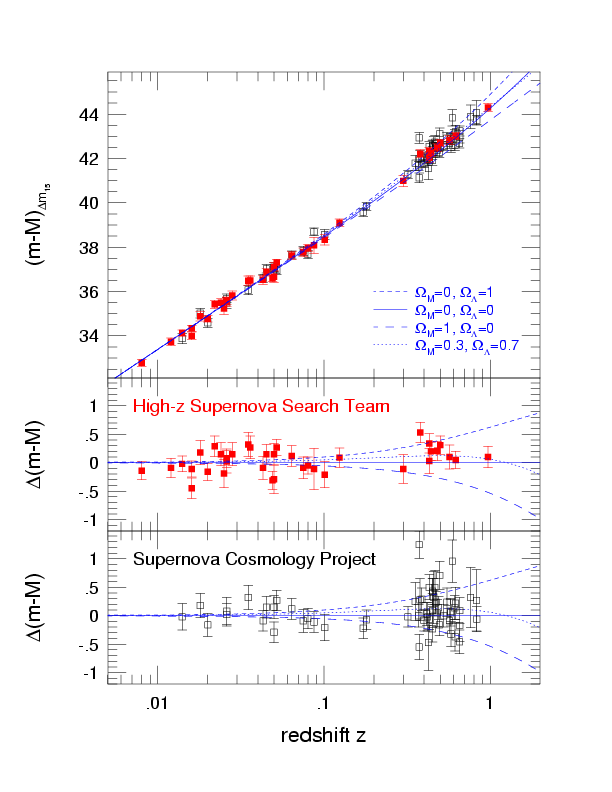 44
42
40
38
36
34
(m-M)Δm₁₅
Ω_M=0, Ω_Λ=1
Ω_M=0, Ω_Λ=0
Ω_M=1, Ω_Λ=0
Ω_M=0.3, Ω_Λ=0.7
High-z Supernova Search Team
1
.5
0
-.5
-1
Δ(m-M)
Supernova Cosmology Project
1
.5
0
-.5
-1
Δ(m-M)
.01 .1 1
redshift z